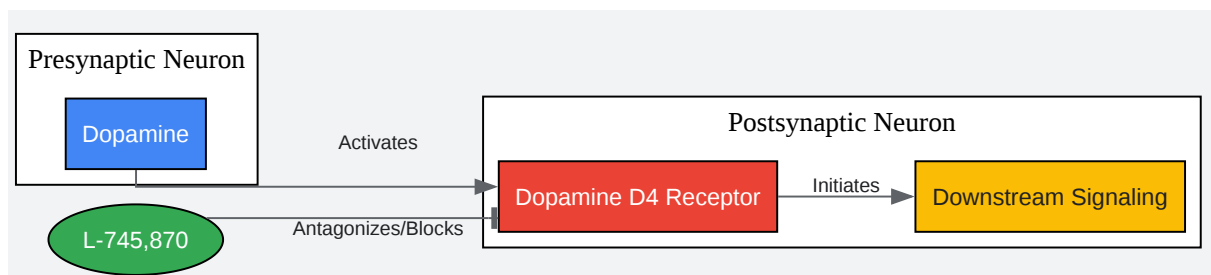 Presynaptic Neuron
Dopamine
Activates
Postsynaptic Neuron
Dopamine D4 Receptor
Initiates
Downstream Signaling
L-745,870
Antagonizes/Blocks